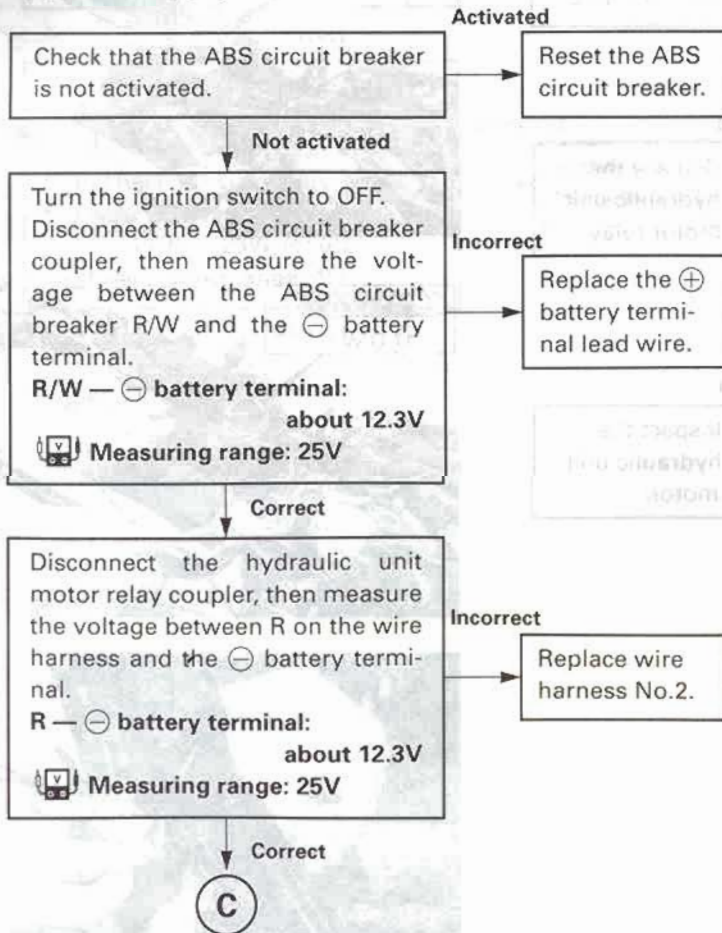 Activated
Check that the ABS circuit breaker
is not activated.
Reset the ABS
circuit breaker.
Not activated
Turn the ignition switch to OFF.
Disconnect the ABS circuit breaker
coupler, then measure the volt-
age between the ABS circuit
breaker R/W and the ⊖ battery
terminal.
R/W — ⊖ battery terminal:
about 12.3V
V Measuring range: 25V
Incorrect
Replace the ⊕
battery termi-
nal lead wire.
Correct
Disconnect the hydraulic unit
motor relay coupler, then measure
the voltage between R on the wire
harness and the ⊖ battery termi-
nal.
R — ⊖ battery terminal:
about 12.3V
V Measuring range: 25V
Incorrect
Replace wire
harness No.2.
Correct
C